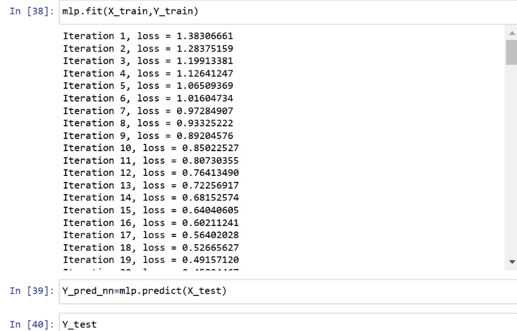 In [38]: mlp.fit(X_train,Y_train)
Iteration 1, loss = 1.38306661
Iteration 2, loss = 1.28375159
Iteration 3, loss = 1.19913381
Iteration 4, loss = 1.12641247
Iteration 5, loss = 1.06509369
Iteration 6, loss = 1.01604734
Iteration 7, loss = 0.97284907
Iteration 8, loss = 0.93325222
Iteration 9, loss = 0.89204576
Iteration 10, loss = 0.85022527
Iteration 11, loss = 0.80730355
Iteration 12, loss = 0.76413490
Iteration 13, loss = 0.72256917
Iteration 14, loss = 0.68152574
Iteration 15, loss = 0.64040605
Iteration 16, loss = 0.60211241
Iteration 17, loss = 0.56402028
Iteration 18, loss = 0.52665627
Iteration 19, loss = 0.49157120
In [39]: Y_pred_nn=mlp.predict(X_test)
In [40]: Y_test